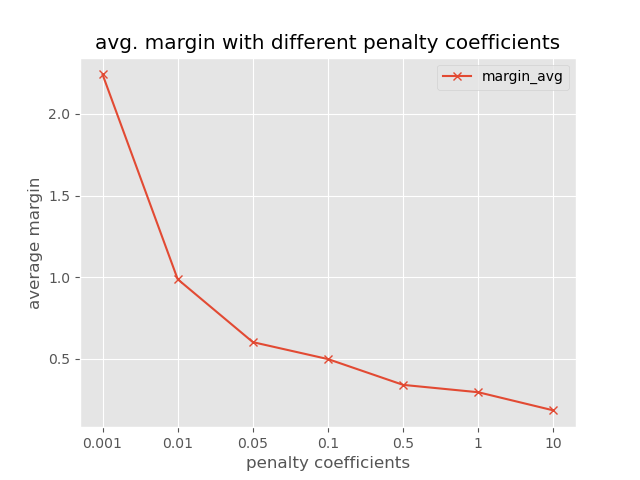 avg. margin with different penalty coefficients
margin_avg
average margin
2.0
1.5
1.0
0.5
0.001 0.01 0.05 0.1 0.5 1 10
penalty coefficients